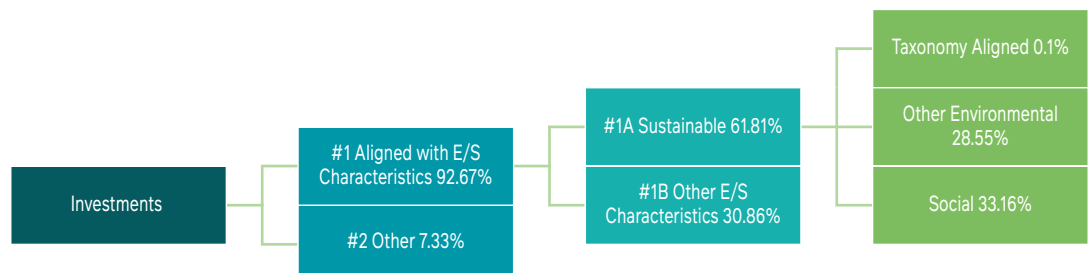 Investments
#1 Aligned with E/S
Characteristics 92.67%
#2 Other 7.33%
#1A Sustainable 61.81%
#1B Other E/S
Characteristics 30.86%
Taxonomy Aligned 0.1%
Other Environmental
28.55%
Social 33.16%